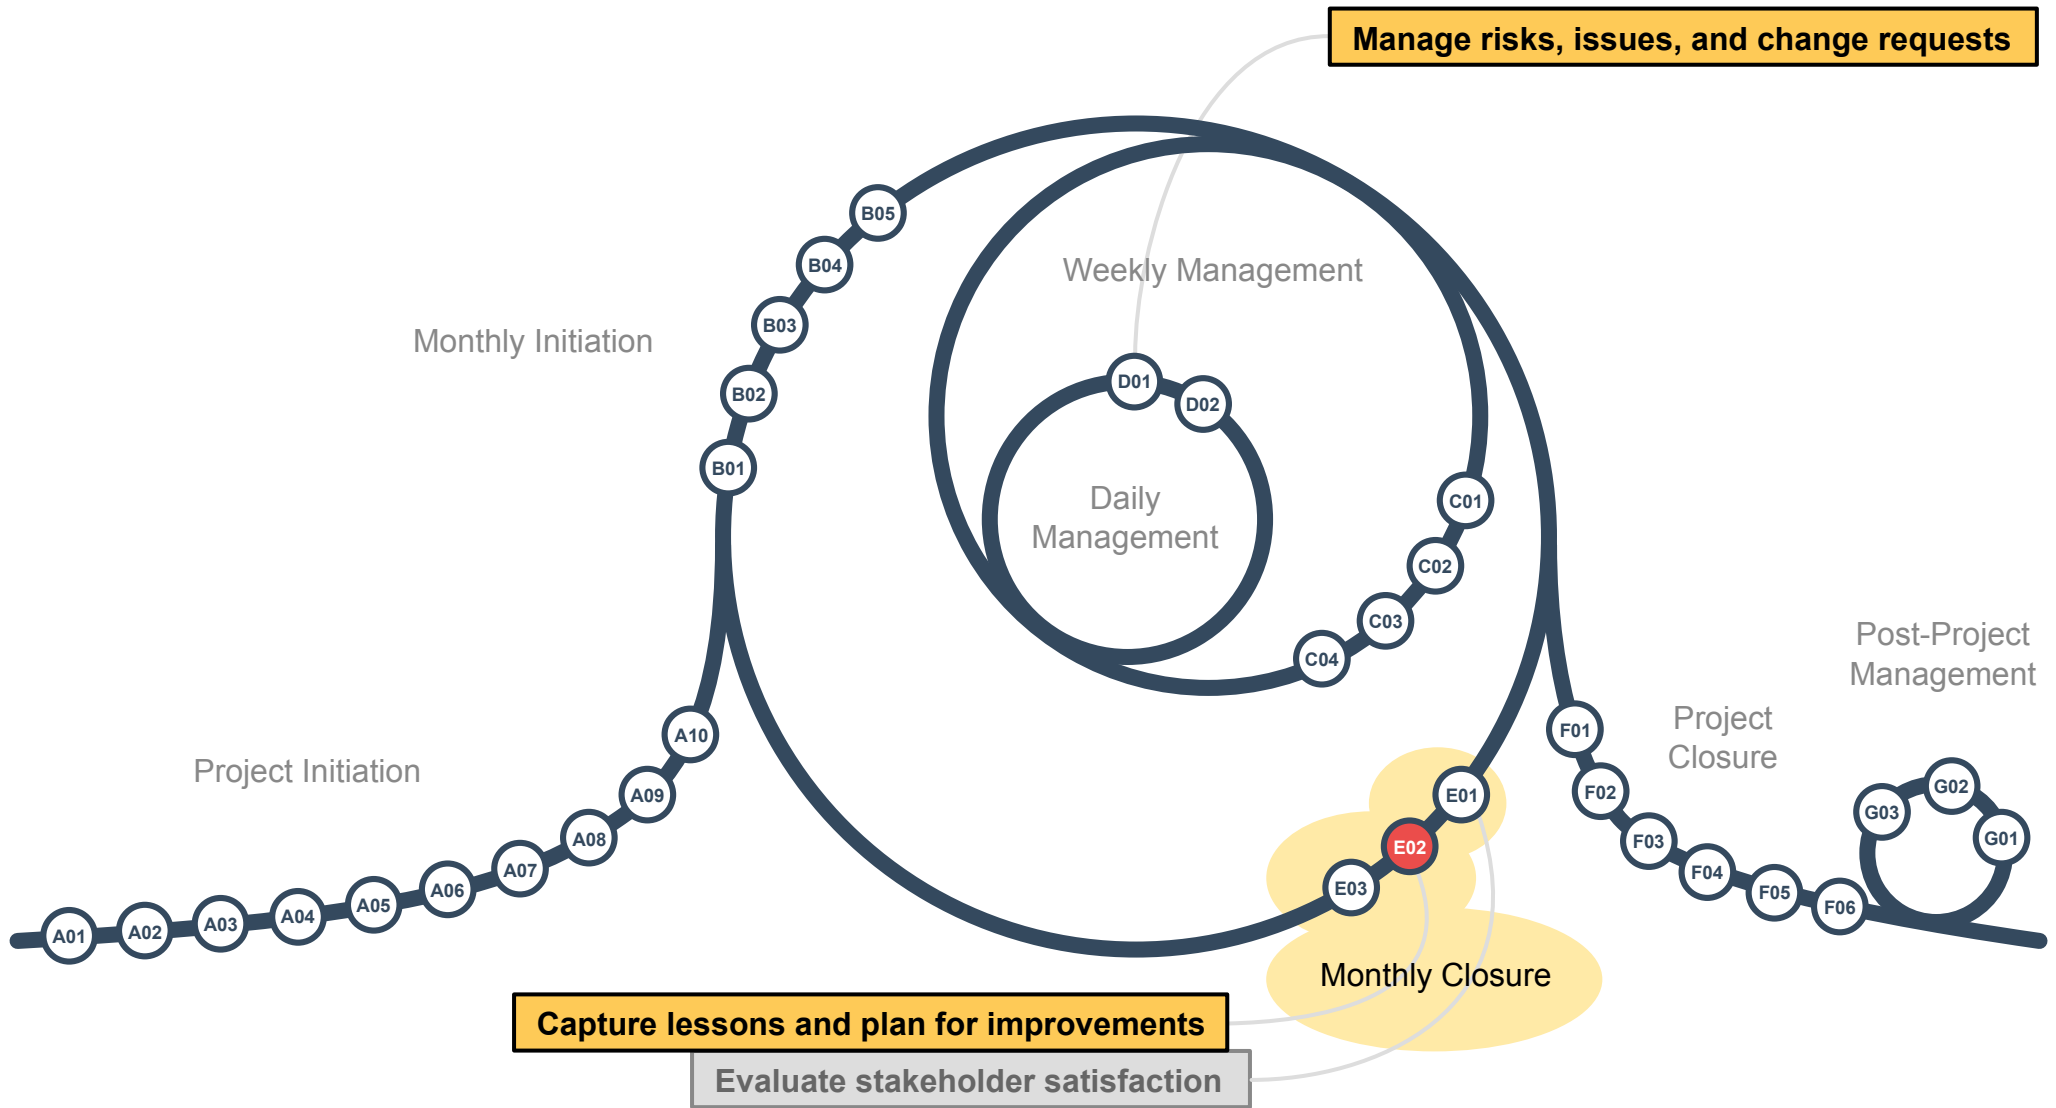 Manage risks, issues, and change requests
B05
B04
Weekly Management
B03
Monthly Initiation
D01
B02
D02
B01
Daily
Management
C01
C02
C03
C04
Post-Project
Management
A10
F01
Project
Closure
Project Initiation
A09
E01
F02
G02
G03
G01
A08
E02
F03
A07
F04
A06
E03
F05
A05
F06
A04
A03
A02
A01
Monthly Closure
Capture lessons and plan for improvements
Evaluate stakeholder satisfaction